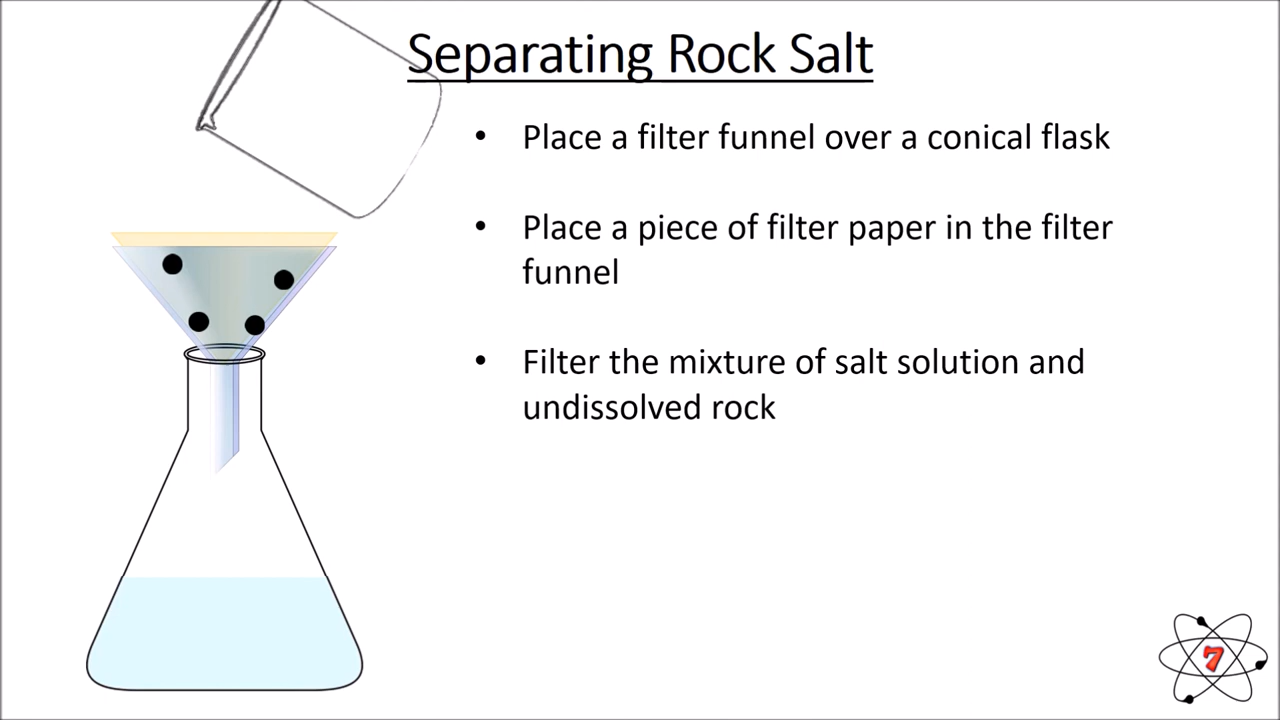 Separating Rock Salt
• Place a filter funnel over a conical flask
• Place a piece of filter paper in the filter
funnel
• Filter the mixture of salt solution and
undissolved rock
7